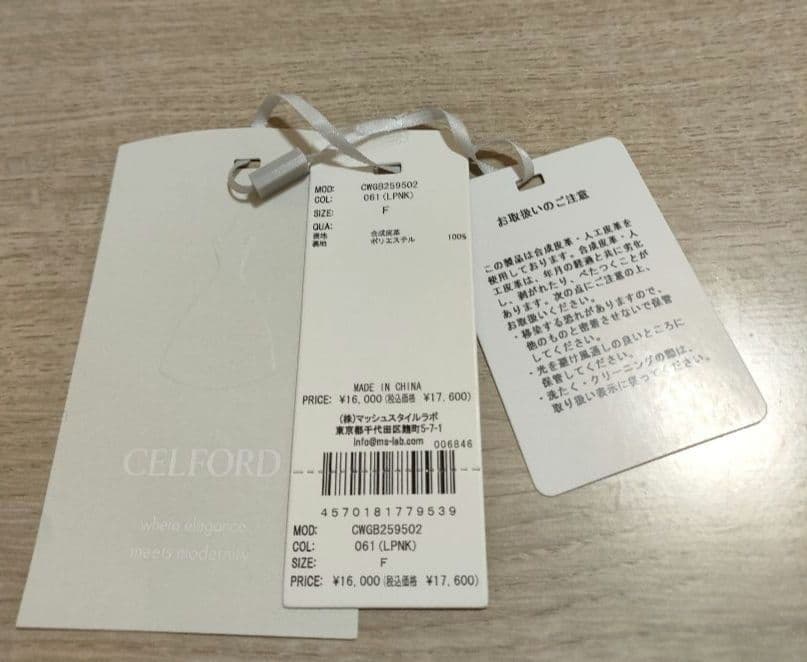 CELFORD
where elegance
meets modernity
MOD: CWGB259502
COL: 061(LPNK)
SIZE: F
QUA:
表地 合成皮革
裏地 ポリエステル 100%
MADE IN CHINA
PRICE: ¥16,000(税込価格 ¥17,600)
(株)マッシュスタイルラボ
東京都千代田区麹町5-7-1
info@ms-lab.com 006846
4570181779539
MOD: CWGB259502
COL: 061(LPNK)
SIZE: F
PRICE: ¥16,000(税込価格 ¥17,600)
お取扱いのご注意
この製品は合成皮革・人工皮革を
使用しております。合成皮革・人
工皮革は、年月の経過と共に劣化
し、剥がれたり、べたつくことが
あります。次の点にご注意の上、
お取扱いください。
・移染する恐れがありますので、
他のものと密着させないで保管
してください。
・光を避け風通しの良いところに
保管してください。
・洗たく・クリーニングの際は、
取り扱い表示に従ってください。